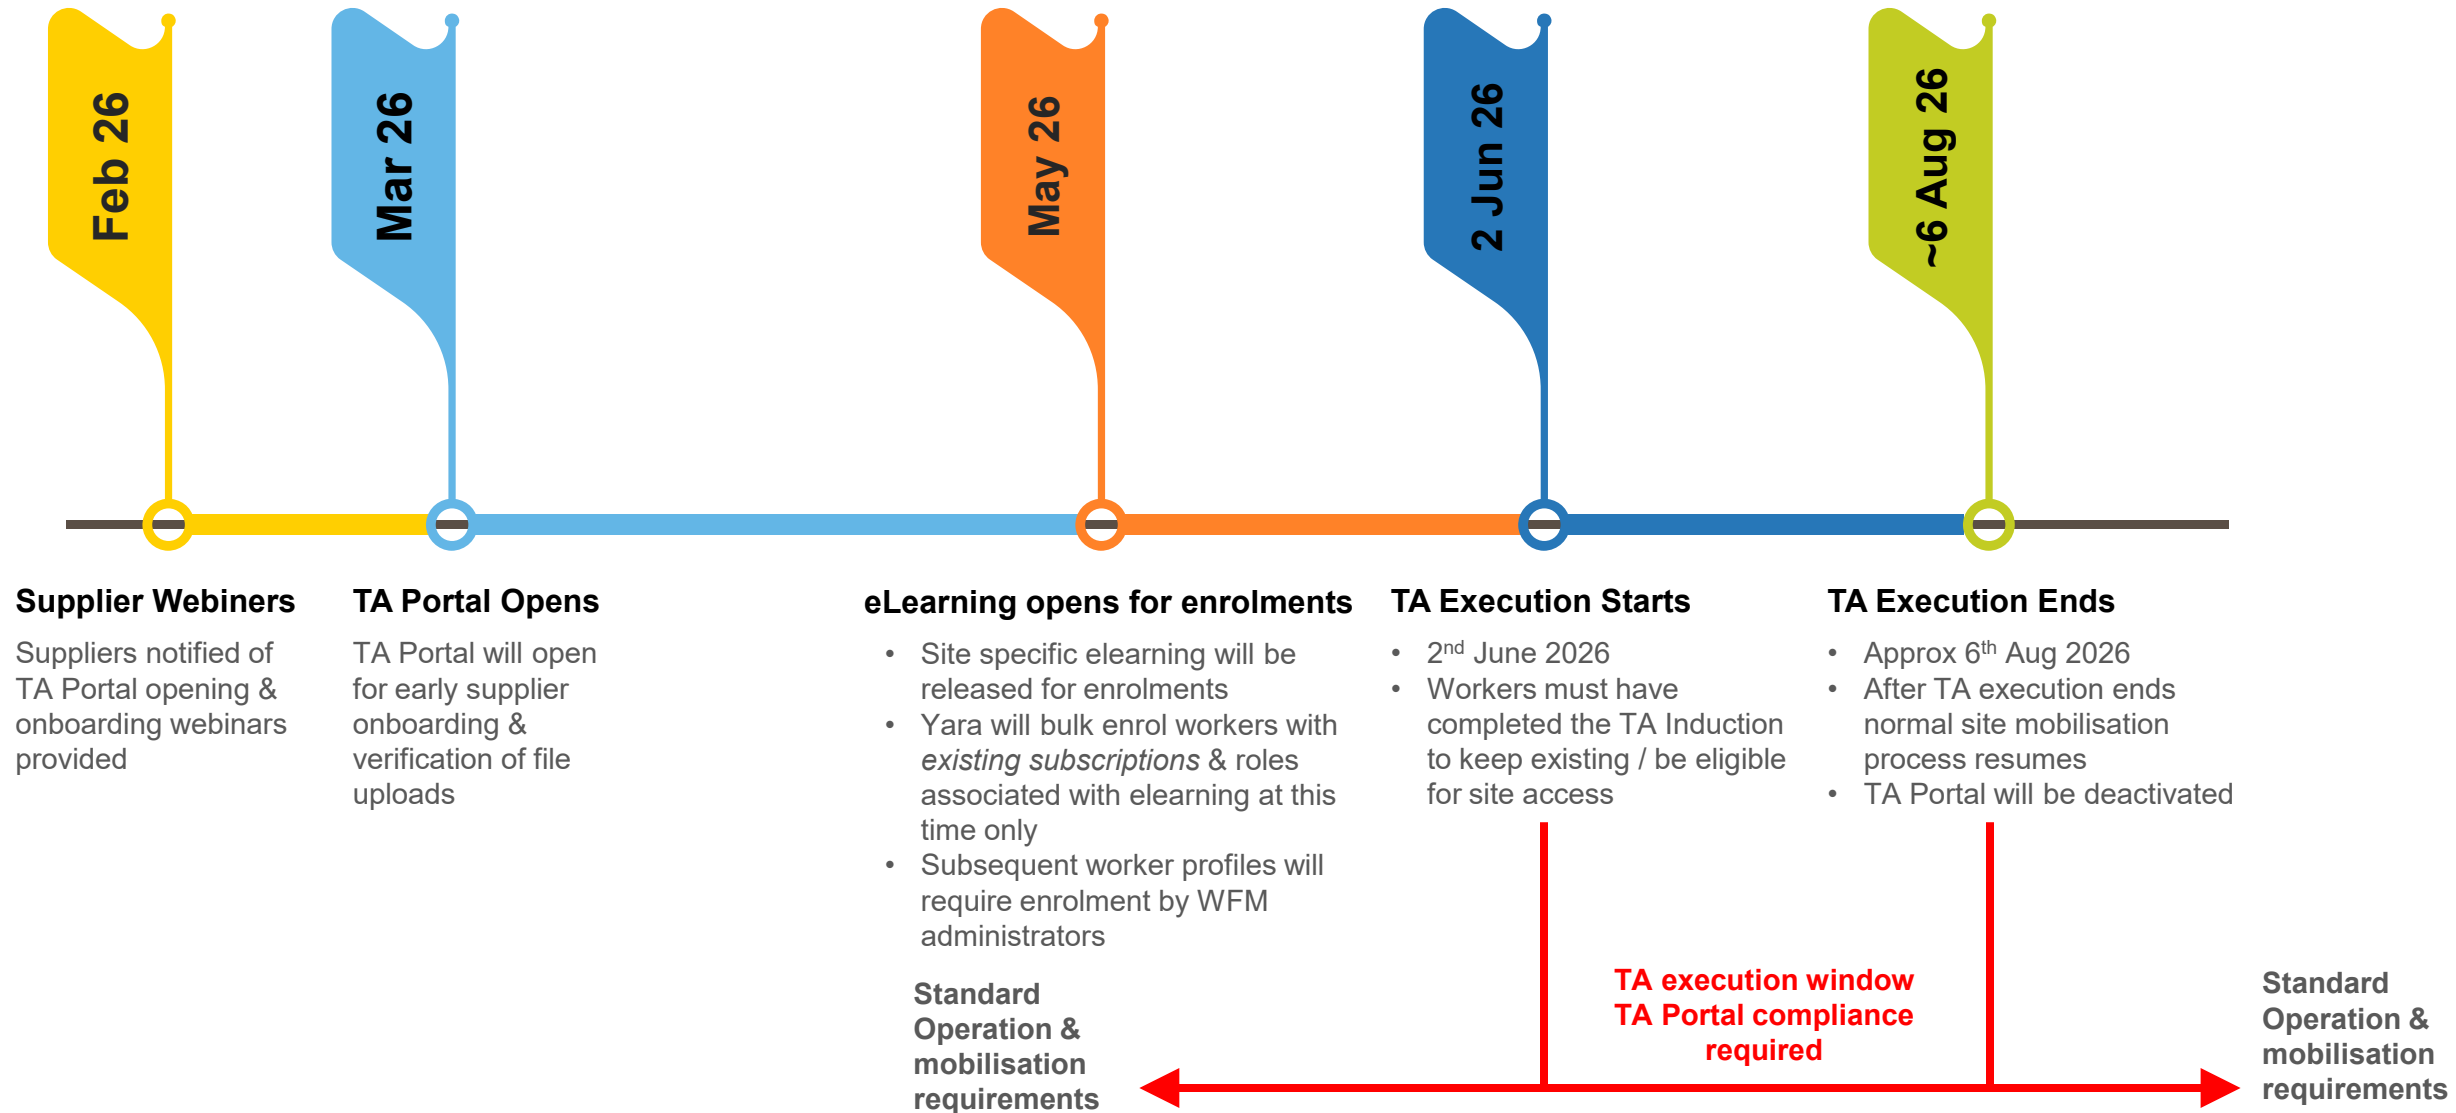 Feb 26
Mar 26
May 26
2 Jun 26
~6 Aug 26
Supplier Webiners
Suppliers notified of
TA Portal opening &
onboarding webinars
provided
TA Portal Opens
TA Portal will open
for early supplier
onboarding &
verification of file
uploads
eLearning opens for enrolments
• Site specific elearning will be
released for enrolments
• Yara will bulk enrol workers with
existing subscriptions & roles
associated with elearning at this
time only
• Subsequent worker profiles will
require enrolment by WFM
administrators
TA Execution Starts
• 2nd June 2026
• Workers must have
completed the TA Induction
to keep existing / be eligible
for site access
TA Execution Ends
• Approx 6th Aug 2026
• After TA execution ends
normal site mobilisation
process resumes
• TA Portal will be deactivated
Standard
Operation &
mobilisation
requirements
TA execution window
TA Portal compliance
required
Standard
Operation &
mobilisation
requirements